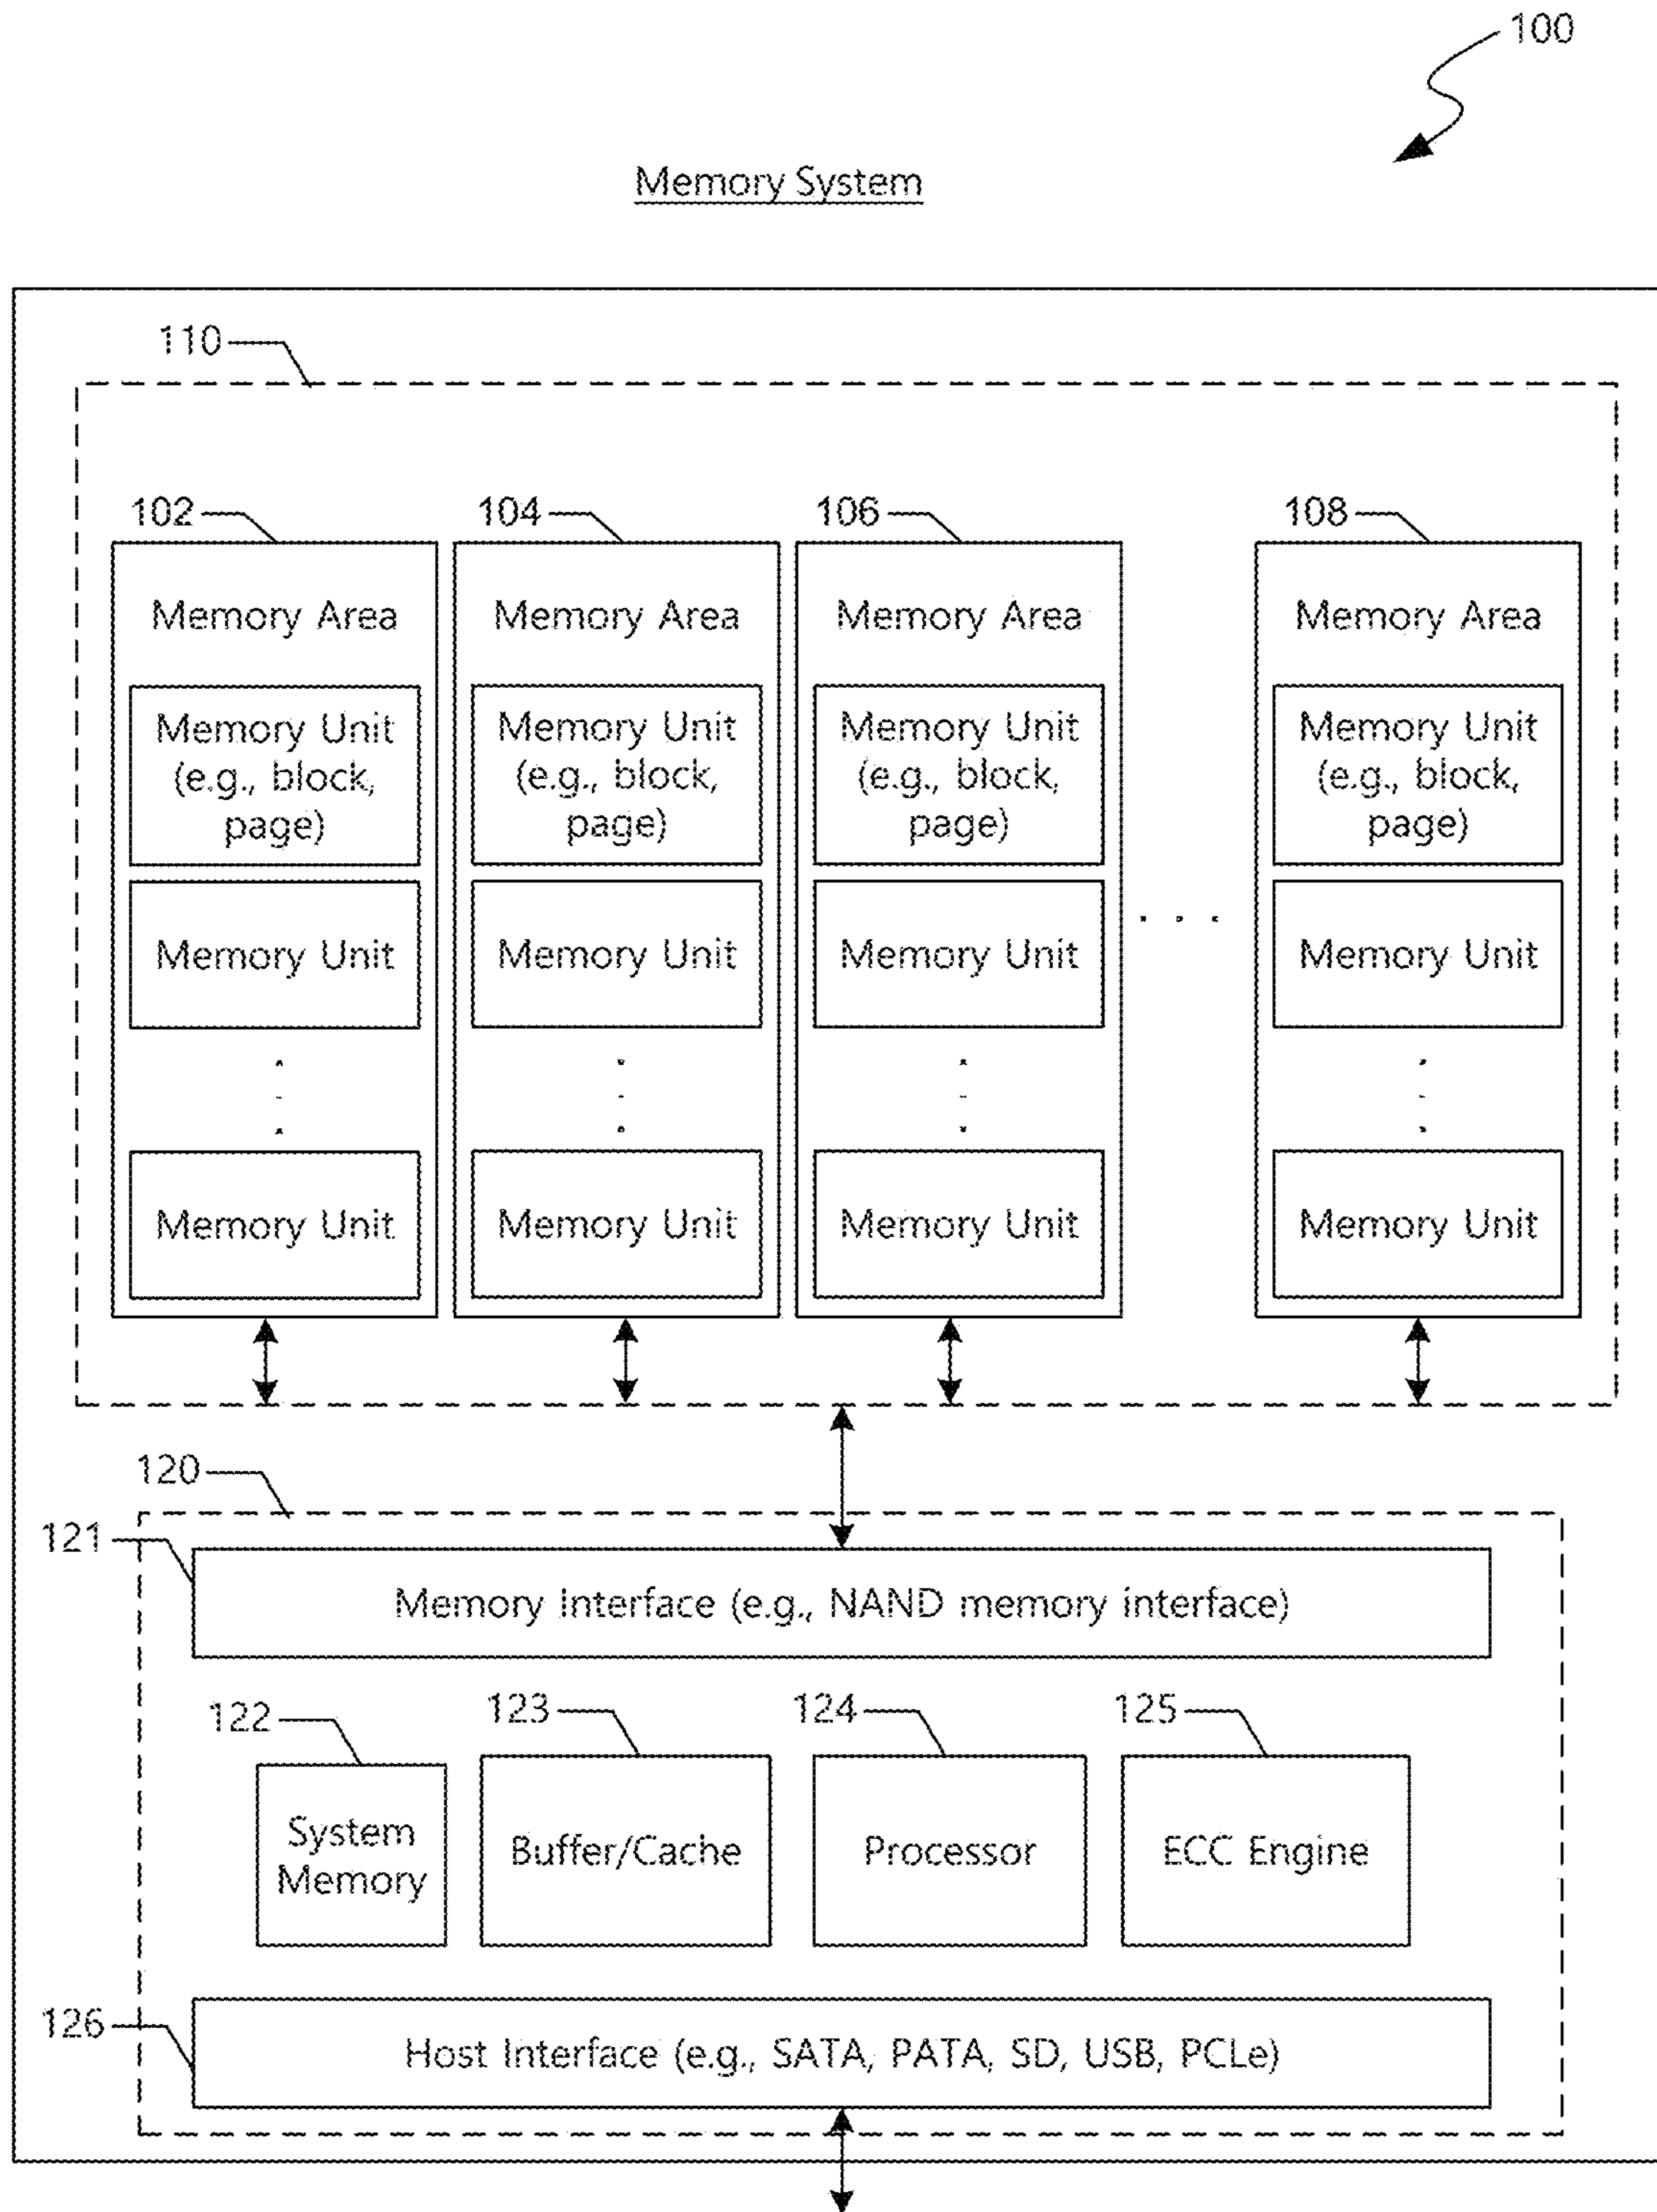 100
Memory System
110
102
104
106
108
Memory Area
Memory Area
Memory Area
Memory Area
Memory Unit
(e.g., block,
page)
Memory Unit
(e.g., block,
page)
Memory Unit
(e.g., block,
page)
Memory Unit
(e.g., block,
page)
Memory Unit
Memory Unit
Memory Unit
. . .
Memory Unit
Memory Unit
Memory Unit
Memory Unit
Memory Unit
120
121
Memory Interface (e.g., NAND memory interface)
122
123
124
125
System
Memory
Buffer/Cache
Processor
ECC Engine
126
Host Interface (e.g., SATA, PATA, SD, USB, PCLe)